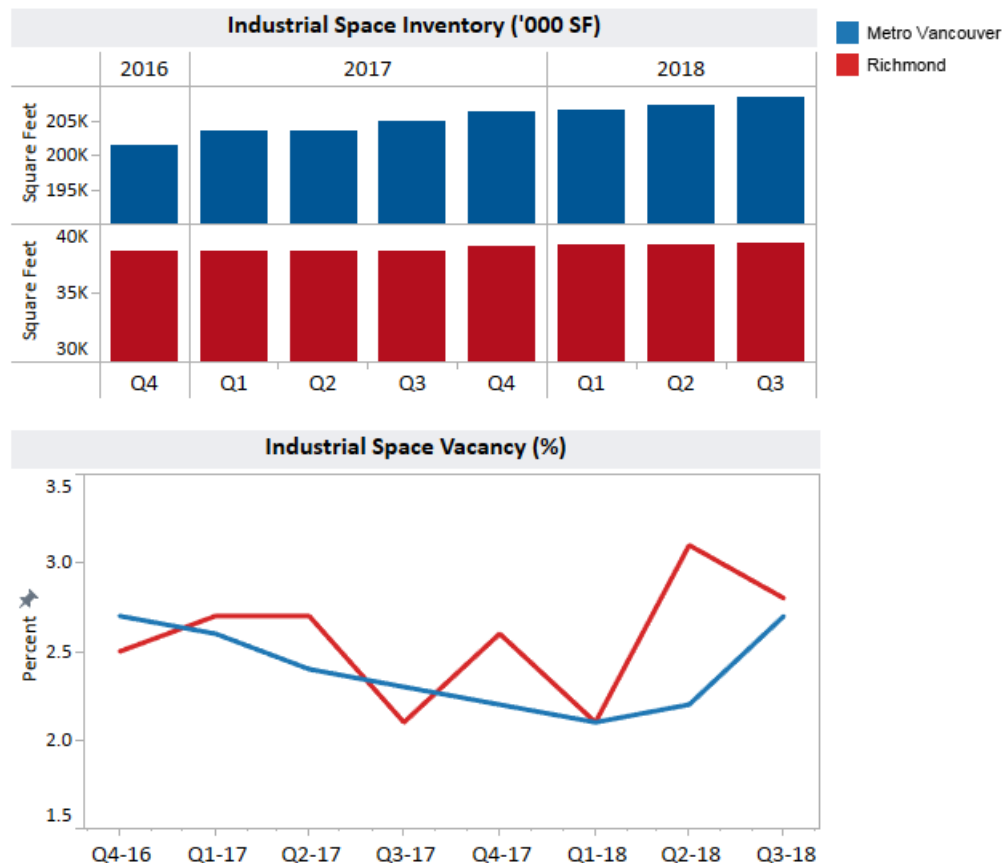 Industrial Space Inventory ('000 SF)
Metro Vancouver
Richmond
2016 2017 2018
Square Feet
205K
200K
195K
Square Feet
40K
35K
30K
Q4 Q1 Q2 Q3 Q4 Q1 Q2 Q3
Industrial Space Vacancy (%)
Percent
3.5
3.0
2.5
2.0
1.5
Q4-16 Q1-17 Q2-17 Q3-17 Q4-17 Q1-18 Q2-18 Q3-18